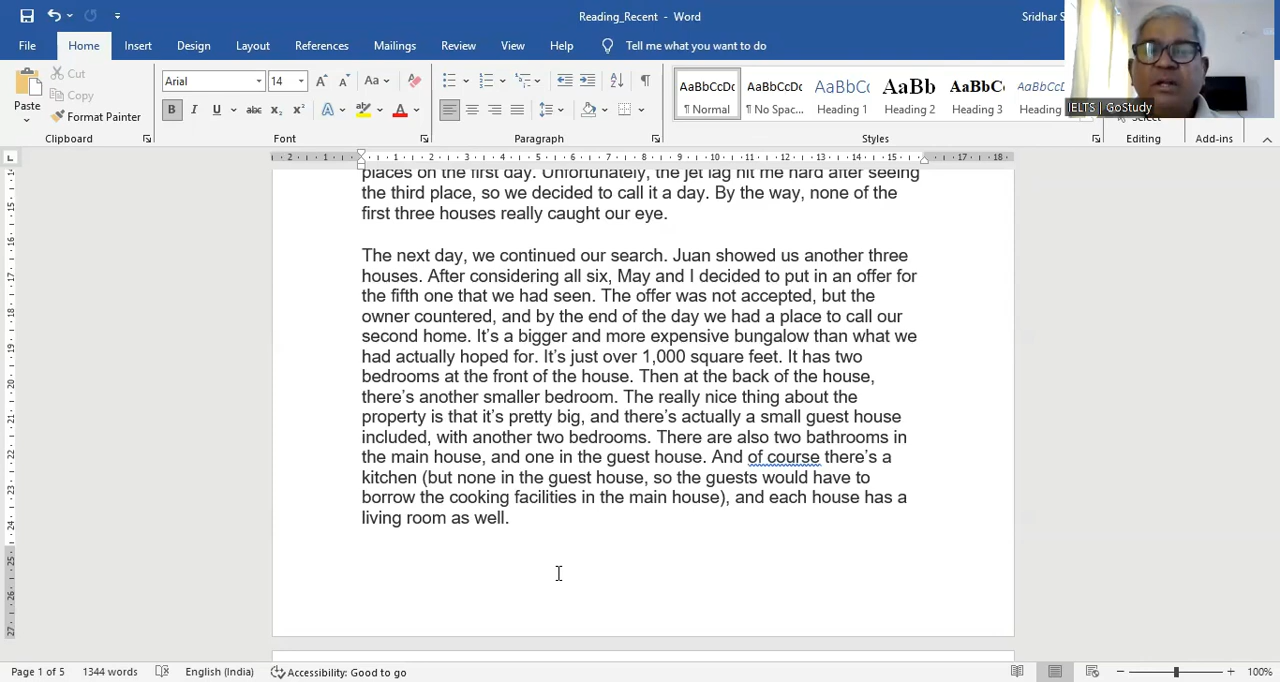 Reading_Recent - Word
Sridhar S
File Home Insert Design Layout References Mailings Review View Help Tell me what you want to do
Paste
Cut
Copy
Format Painter
Clipboard
Arial 14
Font
Paragraph
AaBbCcDc AaBbCcDc AaBbCc AaBb AaBbC AaBbCcDc
¶ Normal ¶ No Spac... Heading 1 Heading 2 Heading 3 Heading
Styles
Select
Editing
Add-ins
IELTS | GoStudy
places on the first day. Unfortunately, the jet lag hit me hard after seeing
the third place, so we decided to call it a day. By the way, none of the
first three houses really caught our eye.
The next day, we continued our search. Juan showed us another three
houses. After considering all six, May and I decided to put in an offer for
the fifth one that we had seen. The offer was not accepted, but the
owner countered, and by the end of the day we had a place to call our
second home. It’s a bigger and more expensive bungalow than what we
had actually hoped for. It’s just over 1,000 square feet. It has two
bedrooms at the front of the house. Then at the back of the house,
there’s another smaller bedroom. The really nice thing about the
property is that it’s pretty big, and there’s actually a small guest house
included, with another two bedrooms. There are also two bathrooms in
the main house, and one in the guest house. And of course there’s a
kitchen (but none in the guest house, so the guests would have to
borrow the cooking facilities in the main house), and each house has a
living room as well.
Page 1 of 5 1344 words English (India) Accessibility: Good to go 100%